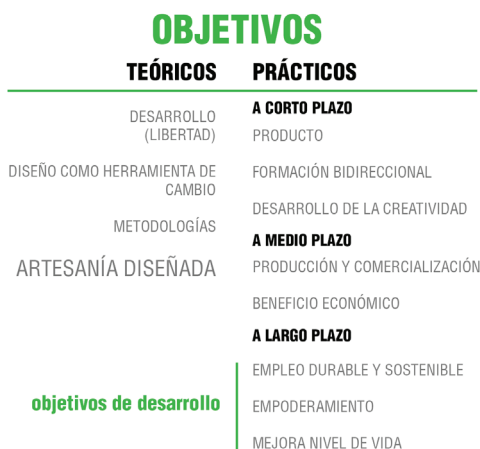 OBJETIVOS
TEÓRICOS
DESARROLLO
(LIBERTAD)
DISEÑO COMO HERRAMIENTA DE
CAMBIO
METODOLOGÍAS
ARTESANÍA DISEÑADA
PRÁCTICOS
A CORTO PLAZO
PRODUCTO
FORMACIÓN BIDIRECCIONAL
DESARROLLO DE LA CREATIVIDAD
A MEDIO PLAZO
PRODUCCIÓN Y COMERCIALIZACIÓN
BENEFICIO ECONÓMICO
A LARGO PLAZO
objetivos de desarrollo
EMPLEO DURABLE Y SOSTENIBLE
EMPODERAMIENTO
MEJORA NIVEL DE VIDA